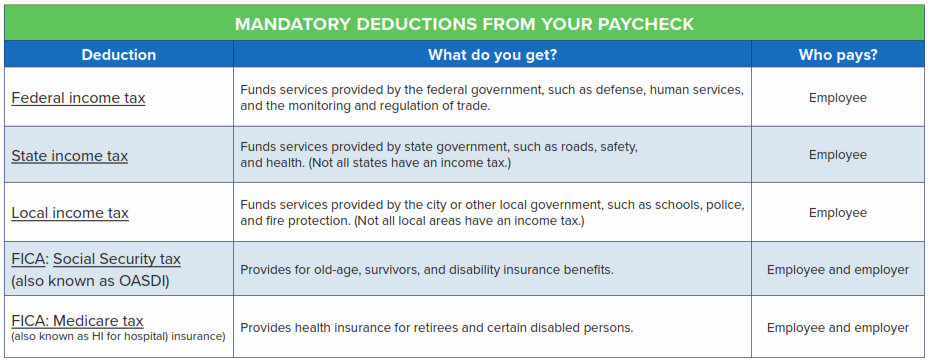 MANDATORY DEDUCTIONS FROM YOUR PAYCHECK
Deduction
What do you get?
Who pays?
Federal income tax
Funds services provided by the federal government, such as defense, human services,
and the monitoring and regulation of trade.
Employee
State income tax
Funds services provided by state government, such as roads, safety,
and health. (Not all states have an income tax.)
Employee
Local income tax
Funds services provided by the city or other local government, such as schools, police,
and fire protection. (Not all local areas have an income tax.)
Employee
FICA: Social Security tax
(also known as OASDI)
Provides for old-age, survivors, and disability insurance benefits.
Employee and employer
FICA: Medicare tax
(also known as HI for hospital) insurance)
Provides health insurance for retirees and certain disabled persons.
Employee and employer